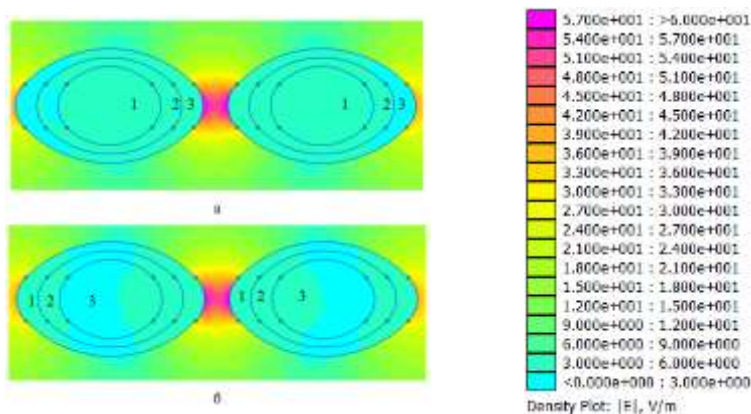 1 2 3 1 2 3
а
1 2 3 1 2 3
б
5.700e+001 : >6.000e+001
5.400e+001 : 5.700e+001
5.100e+001 : 5.400e+001
4.800e+001 : 5.100e+001
4.500e+001 : 4.800e+001
4.200e+001 : 4.500e+001
3.900e+001 : 4.200e+001
3.600e+001 : 3.900e+001
3.300e+001 : 3.600e+001
3.000e+001 : 3.300e+001
2.700e+001 : 3.000e+001
2.400e+001 : 2.700e+001
2.100e+001 : 2.400e+001
1.800e+001 : 2.100e+001
1.500e+001 : 1.800e+001
1.200e+001 : 1.500e+001
9.000e+000 : 1.200e+001
6.000e+000 : 9.000e+000
3.000e+000 : 6.000e+000
<0.000e+000 : 3.000e+000
Density Plot: |E|, V/m